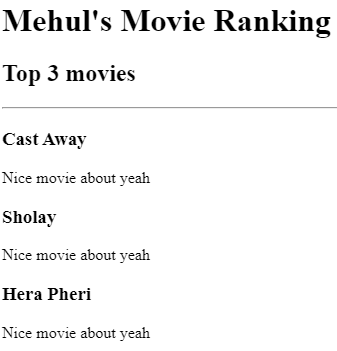 Mehul's Movie Ranking
Top 3 movies
Cast Away
Nice movie about yeah
Sholay
Nice movie about yeah
Hera Pheri
Nice movie about yeah